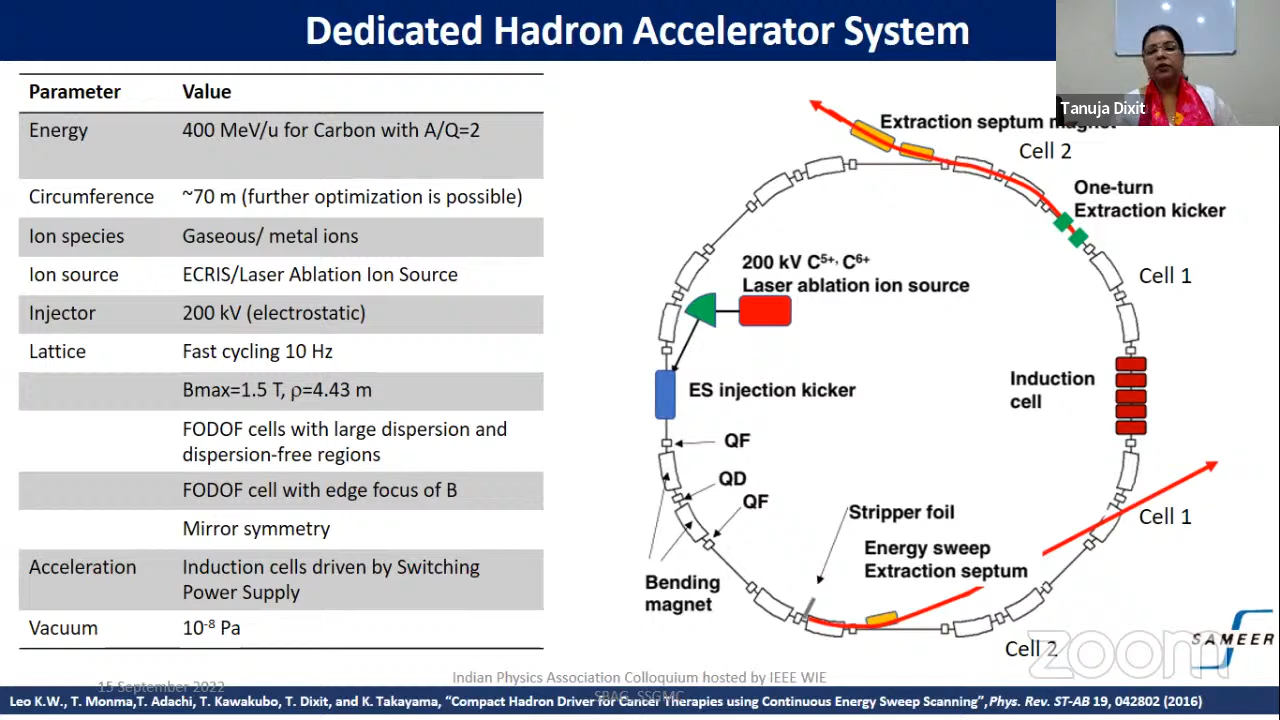 Dedicated Hadron Accelerator System
Parameter Value
Energy 400 MeV/u for Carbon with A/Q=2
Circumference ~70 m (further optimization is possible)
Ion species Gaseous/ metal ions
Ion source ECRIS/Laser Ablation Ion Source
Injector 200 kV (electrostatic)
Lattice Fast cycling 10 Hz
Bmax=1.5 T, ρ=4.43 m
FODOF cells with large dispersion and
dispersion-free regions
FODOF cell with edge focus of B
Mirror symmetry
Acceleration Induction cells driven by Switching
Power Supply
Vacuum 10⁻⁸ Pa
Tanuja Dixit
Extraction septum magnet
Cell 2
One-turn
Extraction kicker
Cell 1
200 kV C⁵⁺, C⁶⁺
Laser ablation ion source
Induction
cell
ES injection kicker
QF
QD
QF
Stripper foil
Cell 1
Energy sweep
Extraction septum
Bending
magnet
Cell 2
zoom
SAMEER
15 September 2022
Indian Physics Association Colloquium hosted by IEEE WIE
SBAG, SSGMC
Leo K.W., T. Monma,T. Adachi, T. Kawakubo, T. Dixit, and K. Takayama, “Compact Hadron Driver for Cancer Therapies using Continuous Energy Sweep Scanning”, Phys. Rev. ST-AB 19, 042802 (2016)